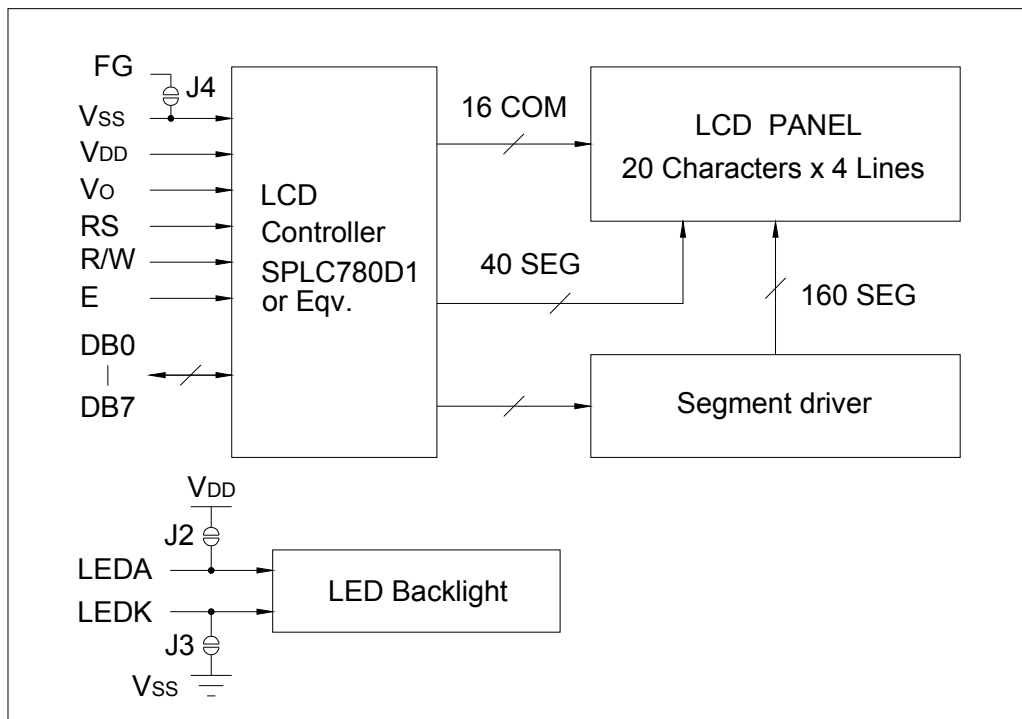 FG
J4
VSS
VDD
VO
RS
R/W
E
DB0
DB7
LCD
Controller
SPLC780D1
or Eqv.
16 COM
40 SEG
LCD PANEL
20 Characters x 4 Lines
160 SEG
Segment driver
VDD
J2
LEDA
LEDK
J3
VSS
LED Backlight